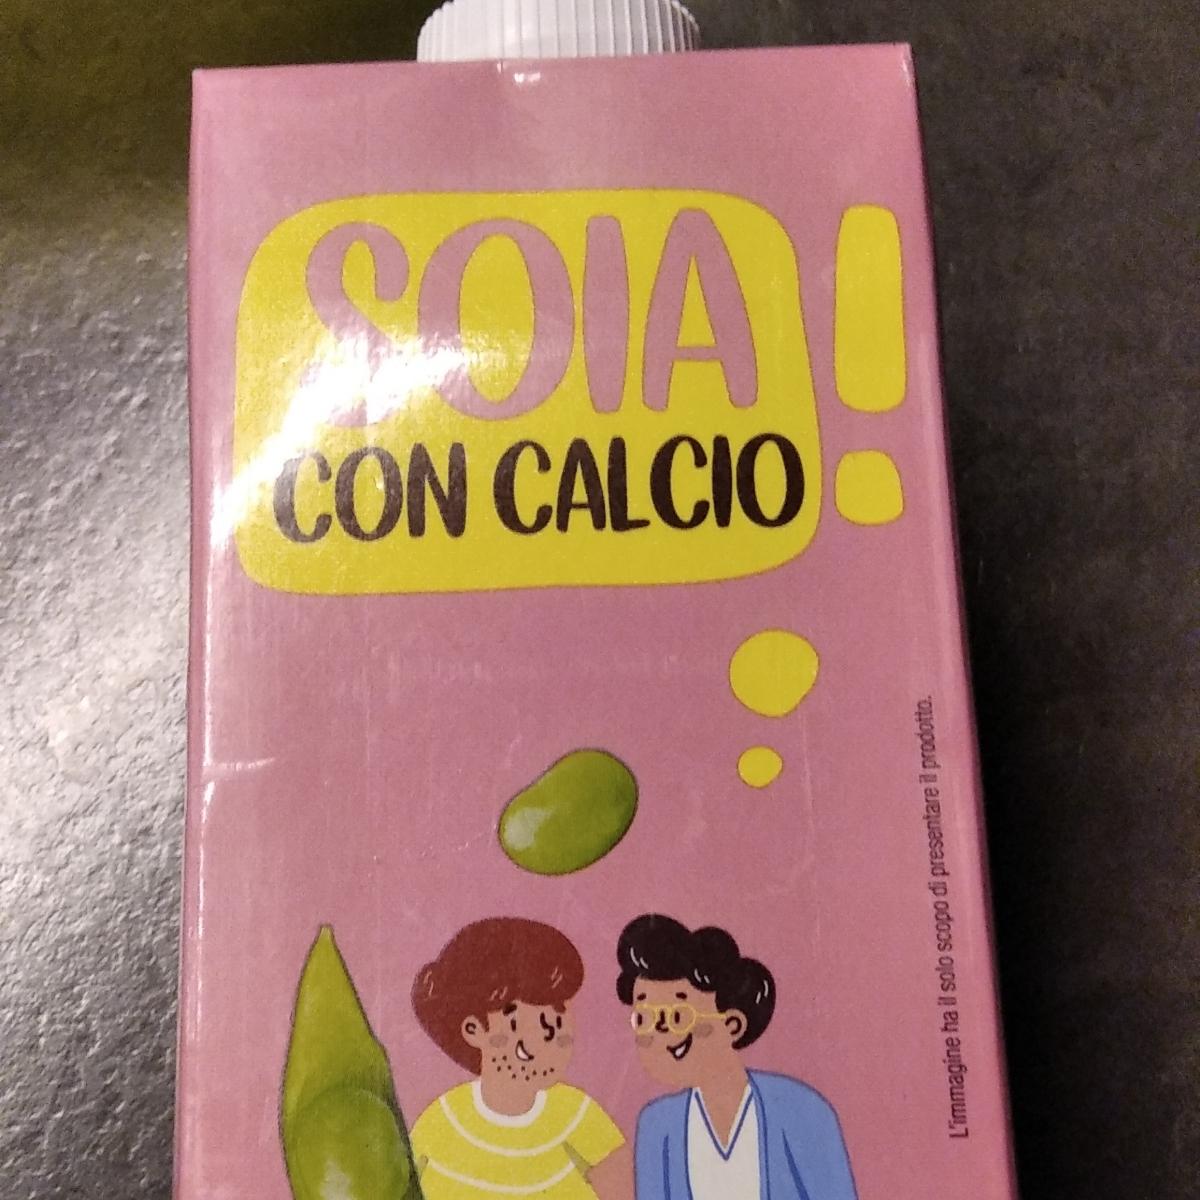 SOIA!
CON CALCIO
L'immagine ha il solo scopo di presentare il prodotto.